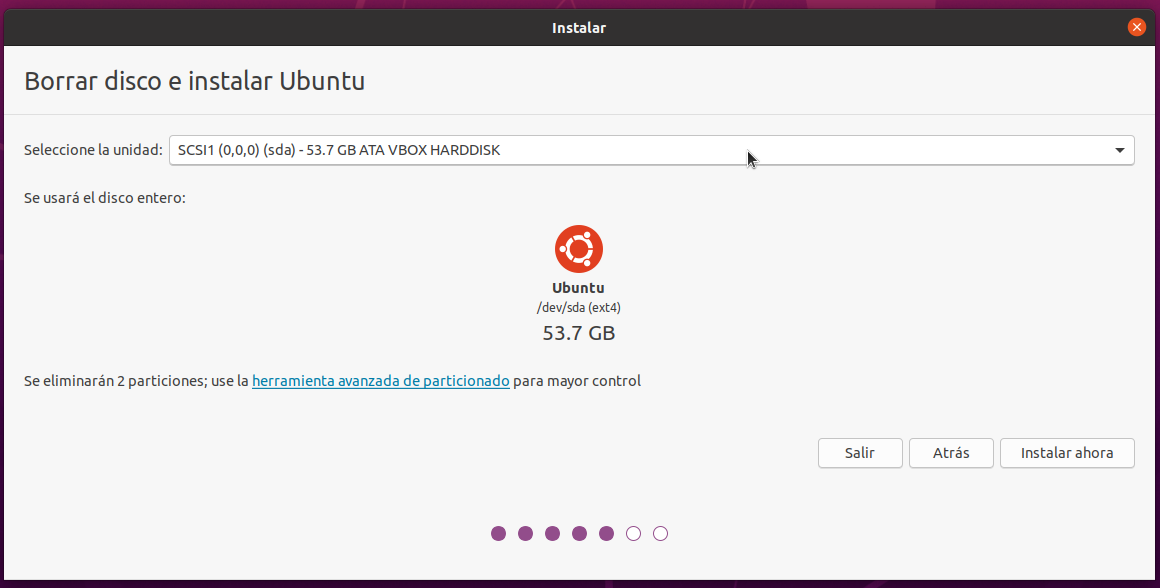 Instalar
Borrar disco e instalar Ubuntu
Seleccione la unidad: SCSI1 (0,0,0) (sda) - 53.7 GB ATA VBOX HARDDISK
Se usará el disco entero:
Ubuntu
/dev/sda (ext4)
53.7 GB
Se eliminarán 2 particiones; use la herramienta avanzada de particionado para mayor control
Salir Atrás Instalar ahora